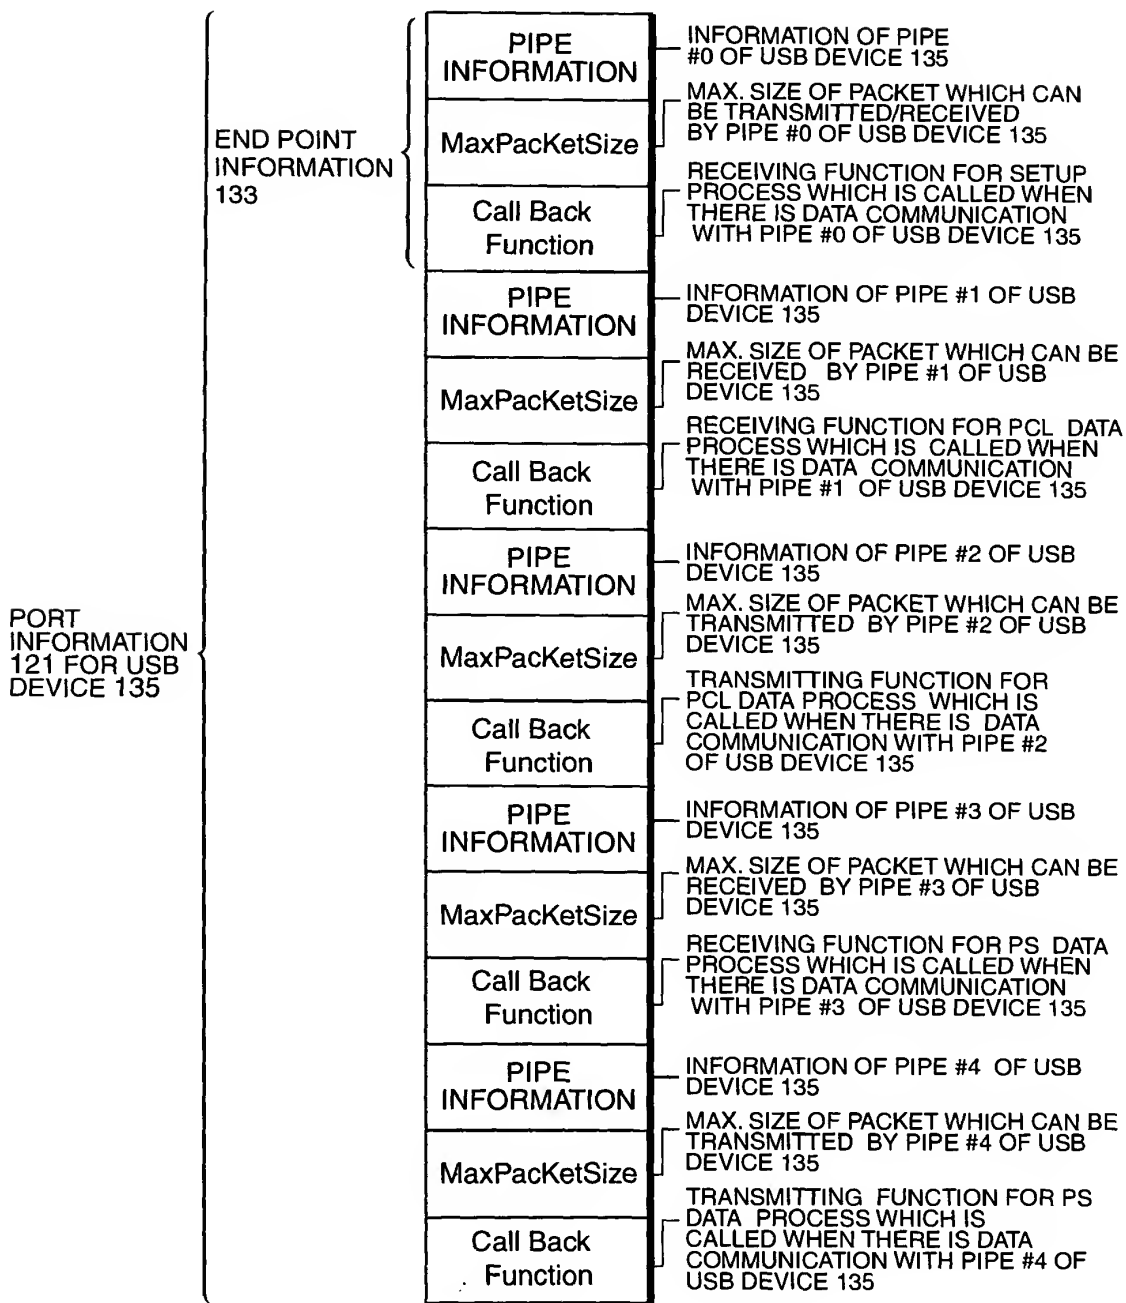 PORT
INFORMATION
121 FOR USB
DEVICE 135
END POINT
INFORMATION
133
PIPE
INFORMATION
INFORMATION OF PIPE
#0 OF USB DEVICE 135
MaxPacKetSize
MAX. SIZE OF PACKET WHICH CAN
BE TRANSMITTED/RECEIVED
BY PIPE #0 OF USB DEVICE 135
Call Back
Function
RECEIVING FUNCTION FOR SETUP
PROCESS WHICH IS CALLED WHEN
THERE IS DATA COMMUNICATION
WITH PIPE #0 OF USB DEVICE 135
PIPE
INFORMATION
INFORMATION OF PIPE #1 OF USB
DEVICE 135
MaxPacKetSize
MAX. SIZE OF PACKET WHICH CAN BE
RECEIVED BY PIPE #1 OF USB
DEVICE 135
Call Back
Function
RECEIVING FUNCTION FOR PCL DATA
PROCESS WHICH IS CALLED WHEN
THERE IS DATA COMMUNICATION
WITH PIPE #1 OF USB DEVICE 135
PIPE
INFORMATION
INFORMATION OF PIPE #2 OF USB
DEVICE 135
MaxPacKetSize
MAX. SIZE OF PACKET WHICH CAN BE
TRANSMITTED BY PIPE #2 OF USB
DEVICE 135
Call Back
Function
TRANSMITTING FUNCTION FOR
PCL DATA PROCESS WHICH IS
CALLED WHEN THERE IS DATA
COMMUNICATION WITH PIPE #2
OF USB DEVICE 135
PIPE
INFORMATION
INFORMATION OF PIPE #3 OF USB
DEVICE 135
MaxPacKetSize
MAX. SIZE OF PACKET WHICH CAN BE
RECEIVED BY PIPE #3 OF USB
DEVICE 135
Call Back
Function
RECEIVING FUNCTION FOR PS DATA
PROCESS WHICH IS CALLED WHEN
THERE IS DATA COMMUNICATION
WITH PIPE #3 OF USB DEVICE 135
PIPE
INFORMATION
INFORMATION OF PIPE #4 OF USB
DEVICE 135
MaxPacKetSize
MAX. SIZE OF PACKET WHICH CAN BE
TRANSMITTED BY PIPE #4 OF USB
DEVICE 135
Call Back
Function
TRANSMITTING FUNCTION FOR PS
DATA PROCESS WHICH IS
CALLED WHEN THERE IS DATA
COMMUNICATION WITH PIPE #4 OF
USB DEVICE 135